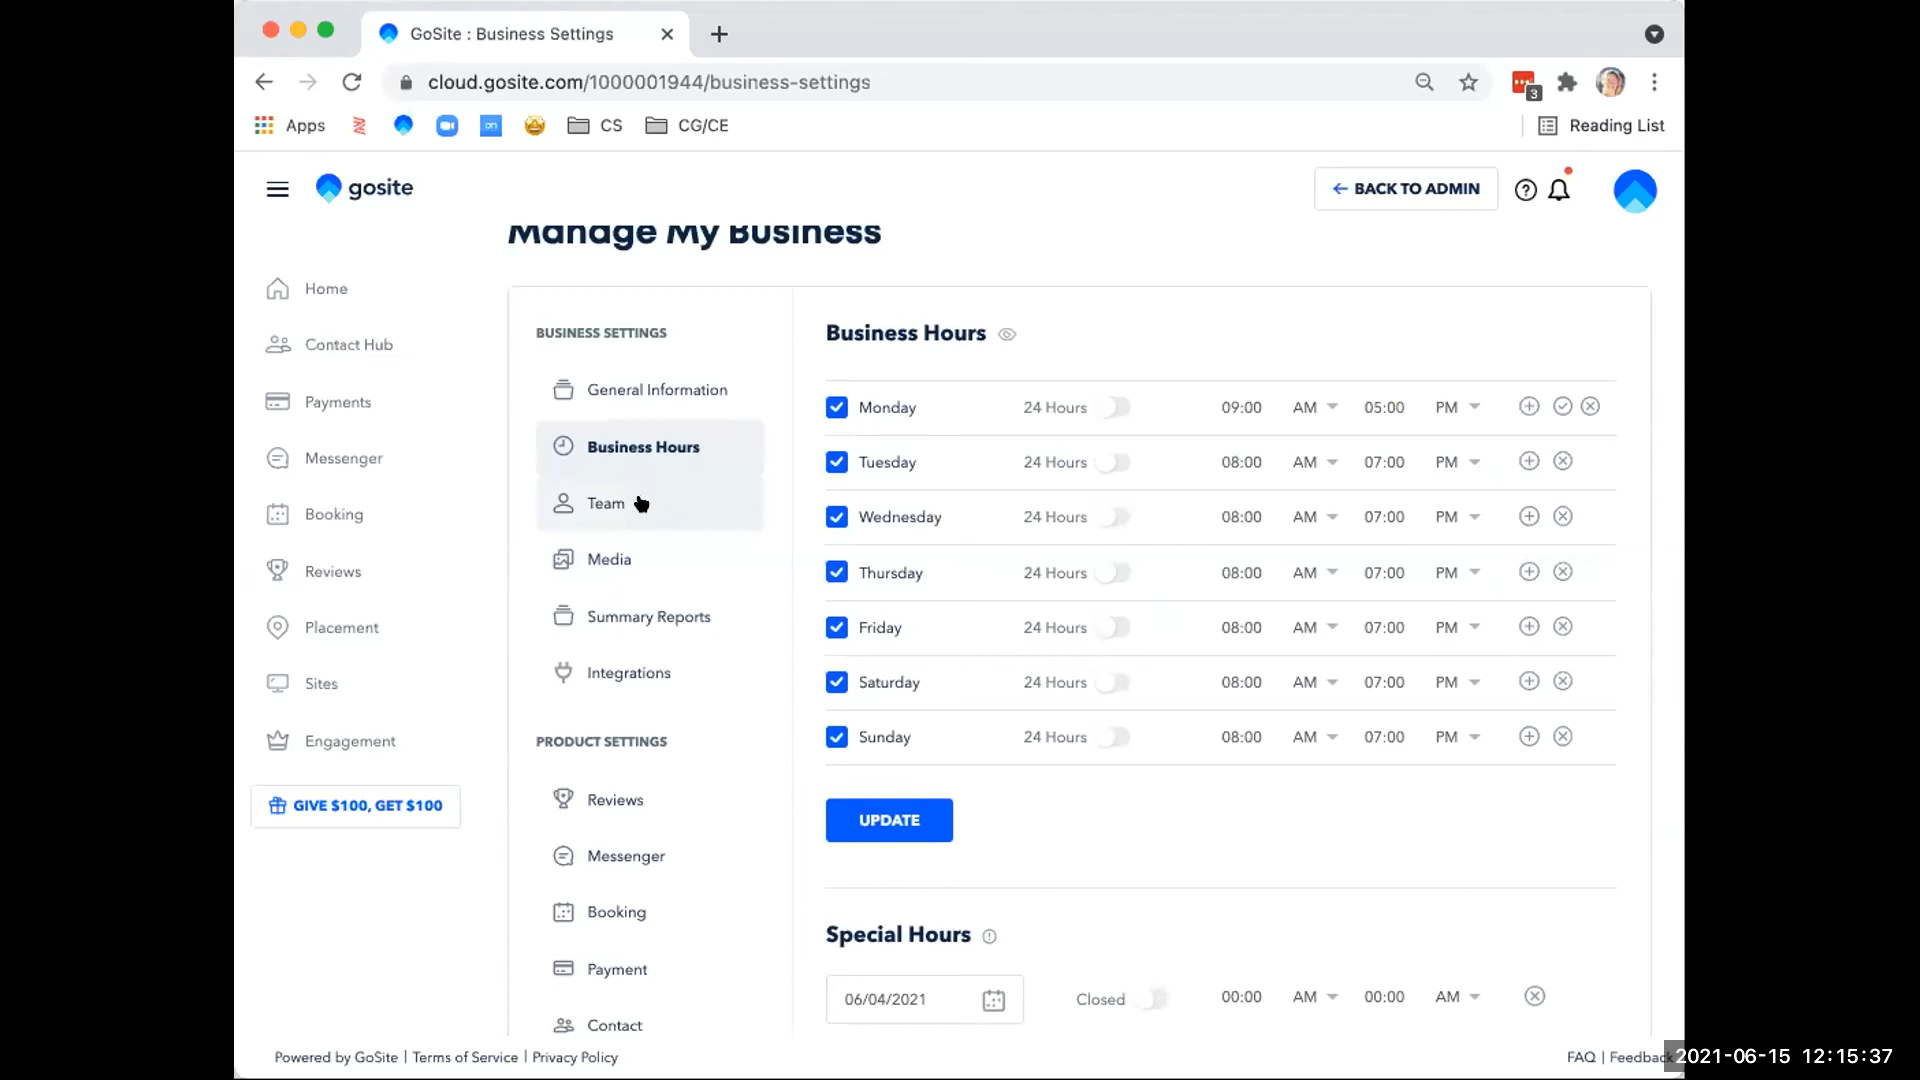 GoSite : Business Settings
cloud.gosite.com/1000001944/business-settings
3
Apps
CS
CG/CE
Reading List
gosite
BACK TO ADMIN
Manage My Business
Home
Contact Hub
Payments
Messenger
Booking
Reviews
Placement
Sites
Engagement
GIVE $100, GET $100
BUSINESS SETTINGS
General Information
Business Hours
Team
Media
Summary Reports
Integrations
PRODUCT SETTINGS
Reviews
Messenger
Booking
Payment
Contact
Business Hours
Monday 24 Hours 09:00 AM 05:00 PM
Tuesday 24 Hours 08:00 AM 07:00 PM
Wednesday 24 Hours 08:00 AM 07:00 PM
Thursday 24 Hours 08:00 AM 07:00 PM
Friday 24 Hours 08:00 AM 07:00 PM
Saturday 24 Hours 08:00 AM 07:00 PM
Sunday 24 Hours 08:00 AM 07:00 PM
UPDATE
Special Hours
06/04/2021 Closed 00:00 AM 00:00 AM
Powered by GoSite | Terms of Service | Privacy Policy
FAQ | Feedback
2021-06-15 12:15:37